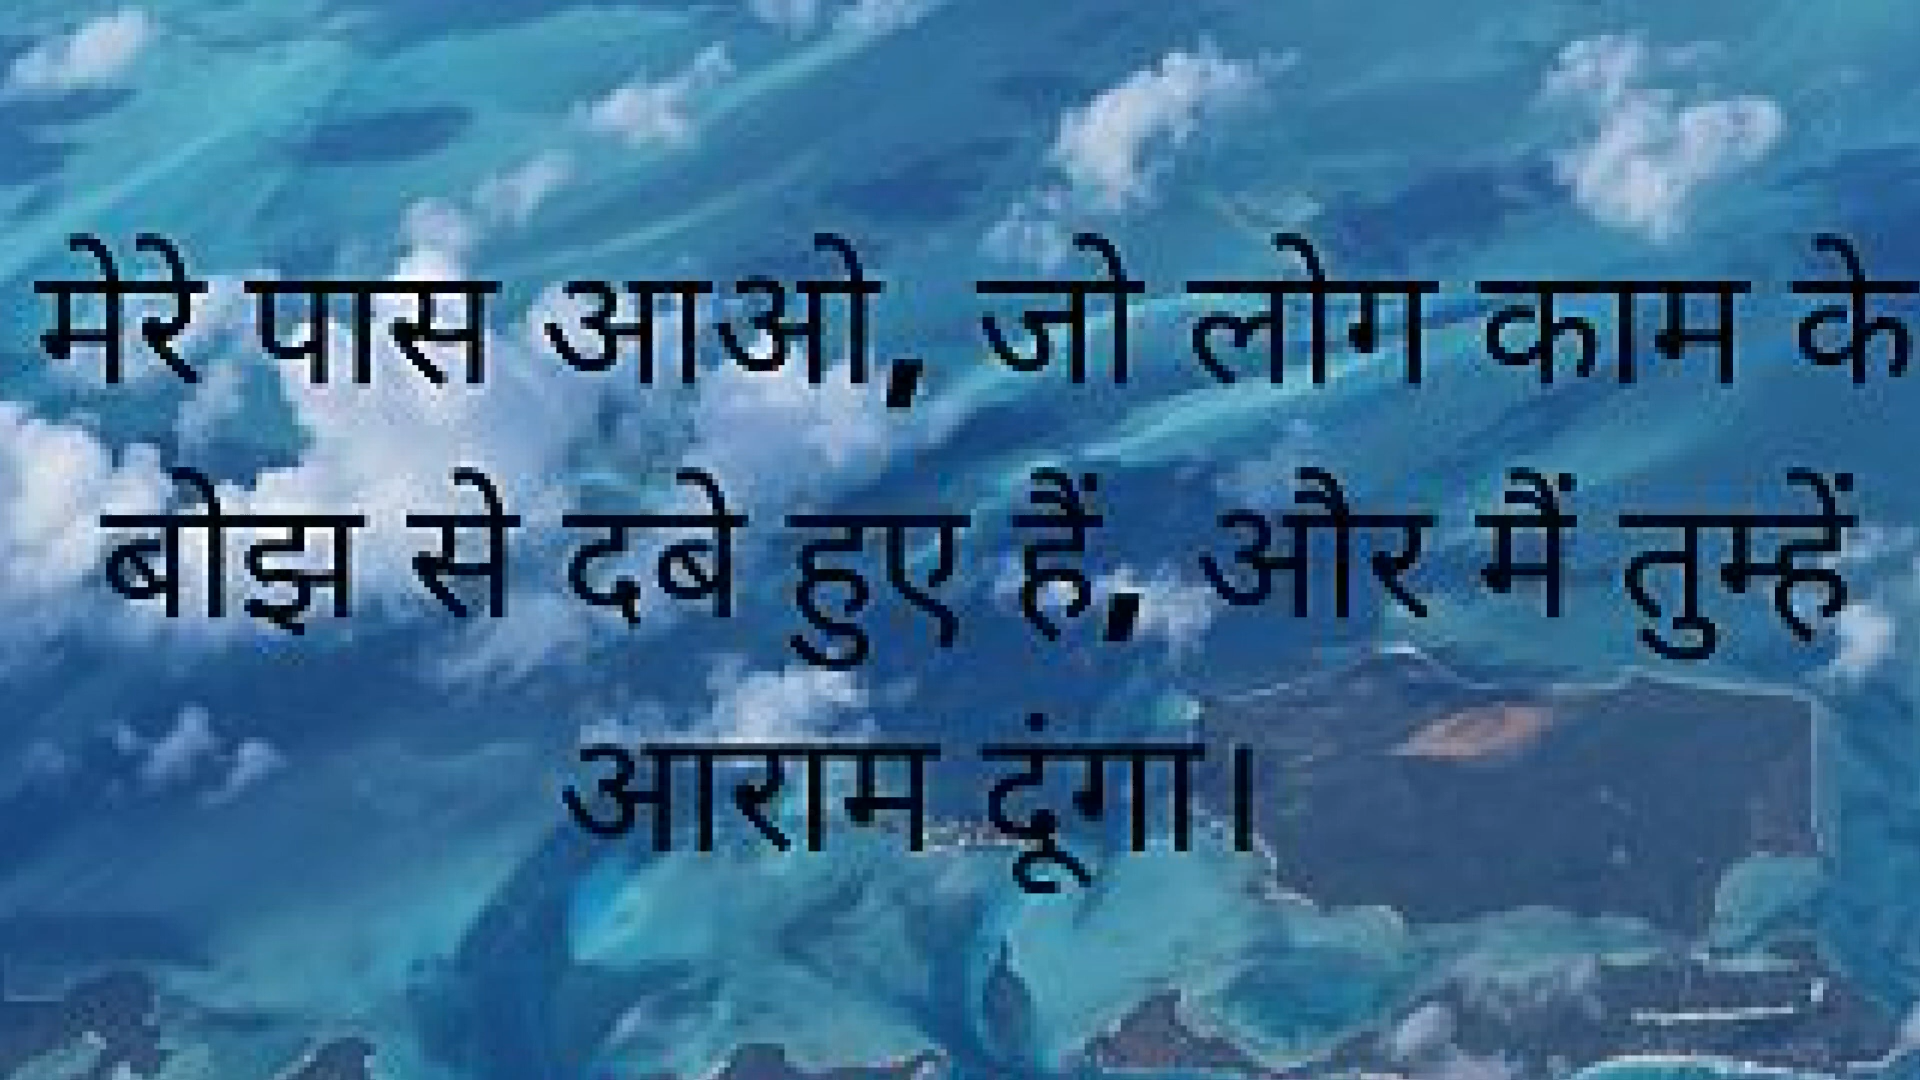 मेरे पास आओ, जो लोग काम के
बोझ से दबे हुए हैं, और मैं तुम्हें
आराम दूंगा।